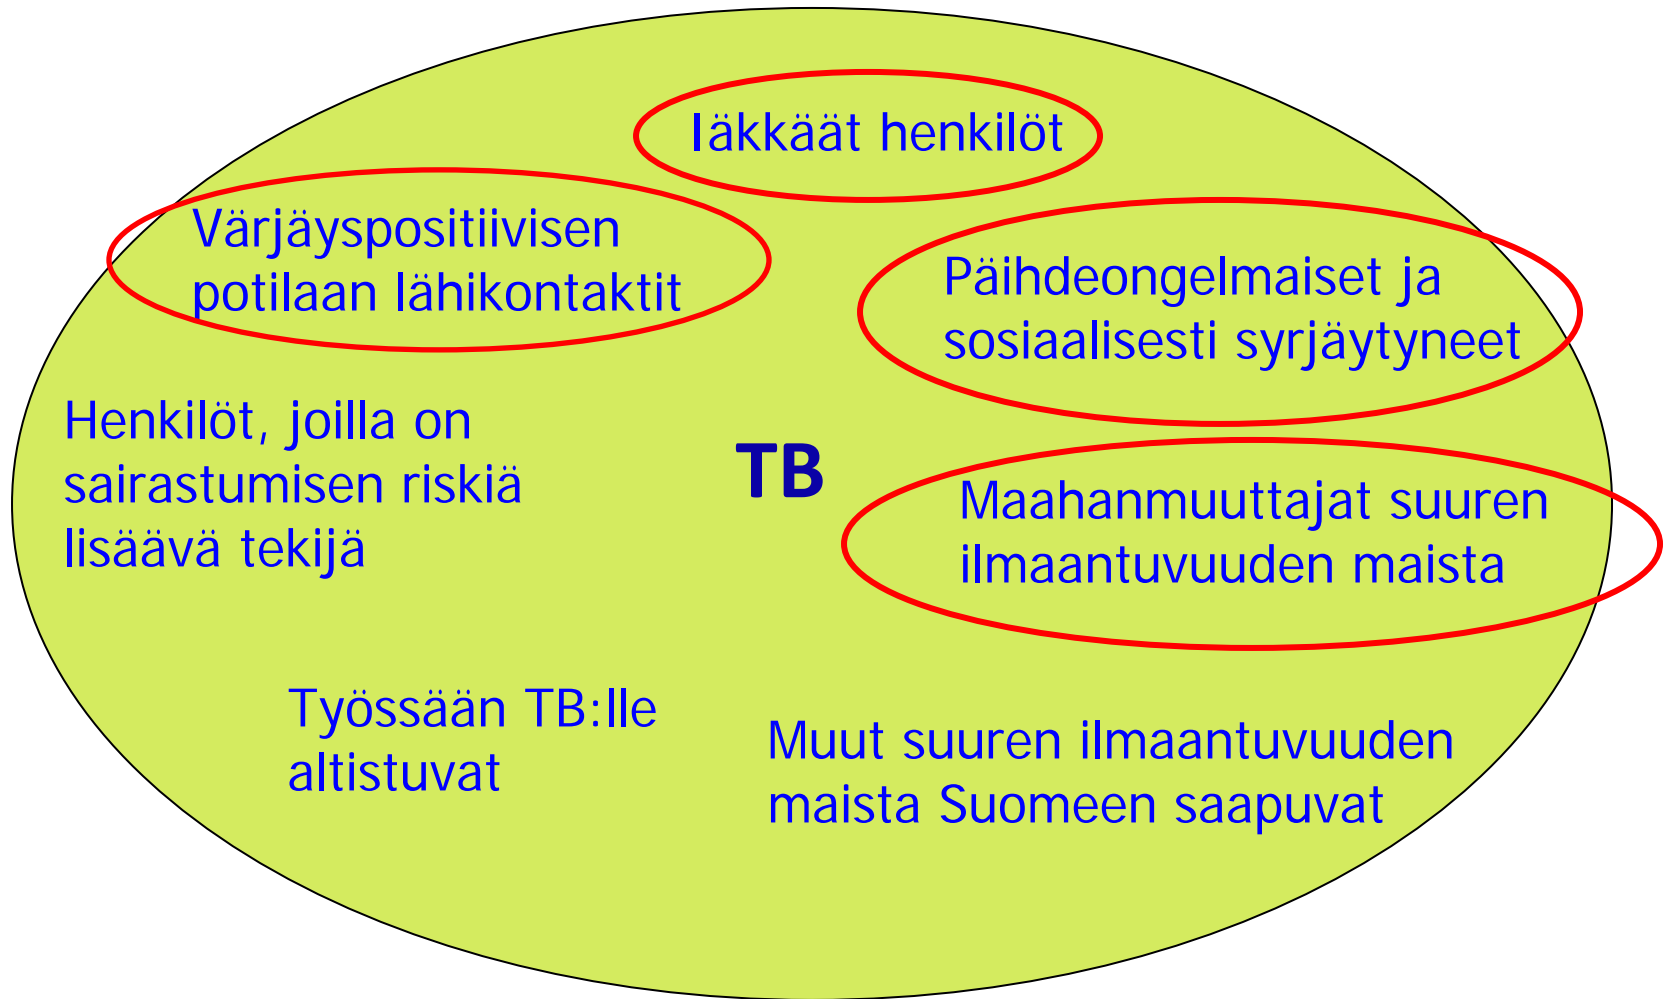 Iäkkäät henkilöt
Värjäyspositiivisen
potilaan lähikontaktit
Päihdeongelmaiset ja
sosiaalisesti syrjäytyneet
Henkilöt, joilla on
sairastumisen riskiä
lisäävä tekijä
TB
Maahanmuuttajat suuren
ilmaantuvuuden maista
Työssään TB:lle
altistuvat
Muut suuren ilmaantuvuuden
maista Suomeen saapuvat